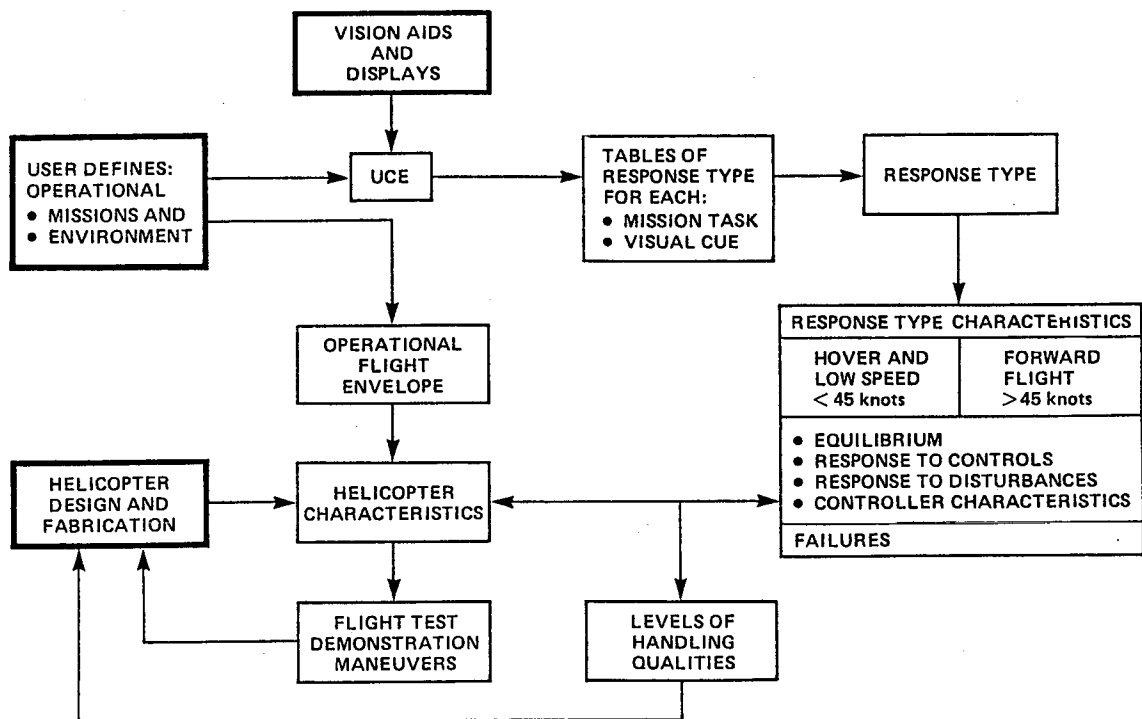 VISION AIDS
AND
DISPLAYS
USER DEFINES:
OPERATIONAL
● MISSIONS AND
● ENVIRONMENT
UCE
TABLES OF
RESPONSE TYPE
FOR EACH:
● MISSION TASK
● VISUAL CUE
RESPONSE TYPE
OPERATIONAL
FLIGHT
ENVELOPE
RESPONSE TYPE CHARACTERISTICS
HOVER AND
LOW SPEED
< 45 knots
FORWARD
FLIGHT
>45 knots
● EQUILIBRIUM
● RESPONSE TO CONTROLS
● RESPONSE TO DISTURBANCES
● CONTROLLER CHARACTERISTICS
FAILURES
HELICOPTER
DESIGN AND
FABRICATION
HELICOPTER
CHARACTERISTICS
FLIGHT TEST
DEMONSTRATION
MANEUVERS
LEVELS OF
HANDLING
QUALITIES